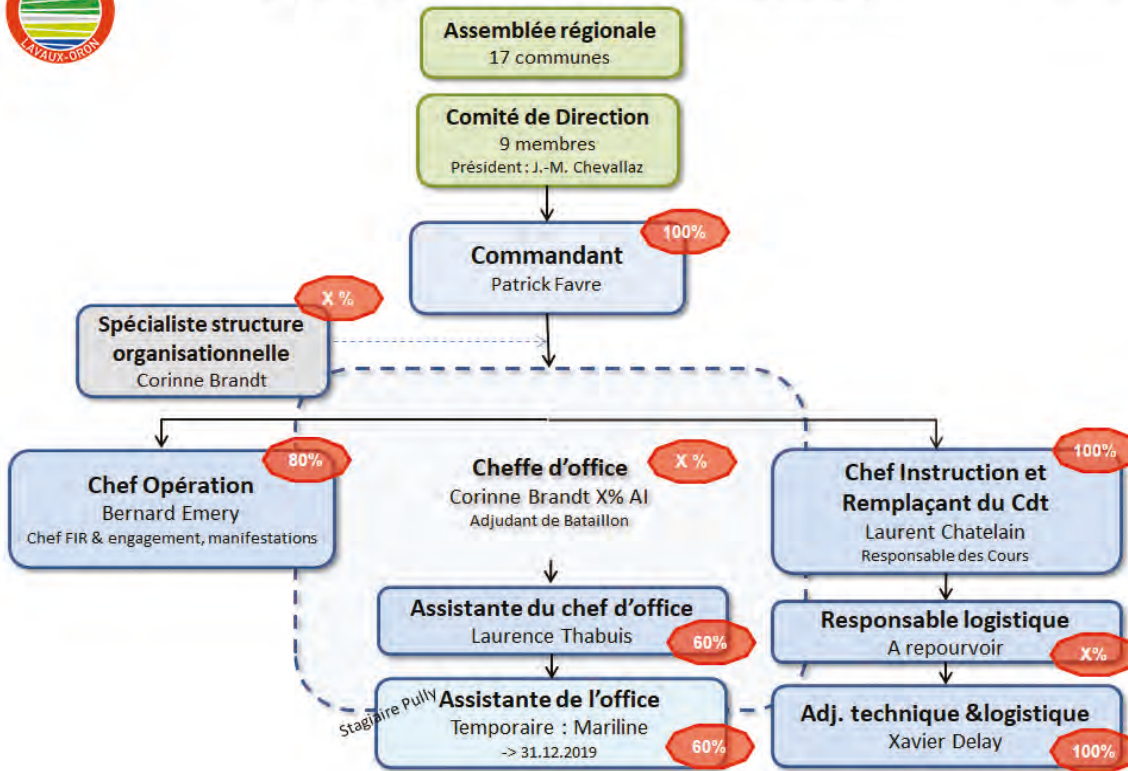 LAVAUX-ORON
Assemblée régionale
17 communes
Comité de Direction
9 membres
Président : J.-M. Chevallaz
100%
Commandant
Patrick Favre
X %
Spécialiste structure
organisationnelle
Corinne Brandt
80%
Chef Opération
Bernard Emery
Chef FIR & engagement, manifestations
X %
Cheffe d'office
Corinne Brandt X% AI
Adjudant de Bataillon
100%
Chef Instruction et
Remplaçant du Cdt
Laurent Chatelain
Responsable des Cours
Assistante du chef d'office
Laurence Thabuis
60%
Responsable logistique
A repourvoir
X%
Stagiaire Pully
Assistante de l'office
Temporaire : Mariline
-> 31.12.2019
60%
Adj. technique &logistique
Xavier Delay
100%